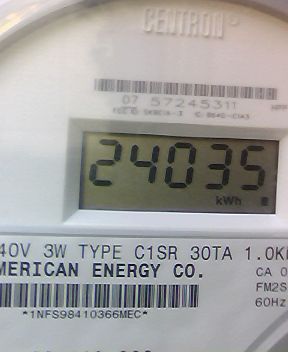 CENTRON®
07 57245311
24035
kWh
40V 3W TYPE C1SR 30TA 1.0K
MERICAN ENERGY CO.
CA 0
FM2S
60Hz
*1NFS98410366MEC*